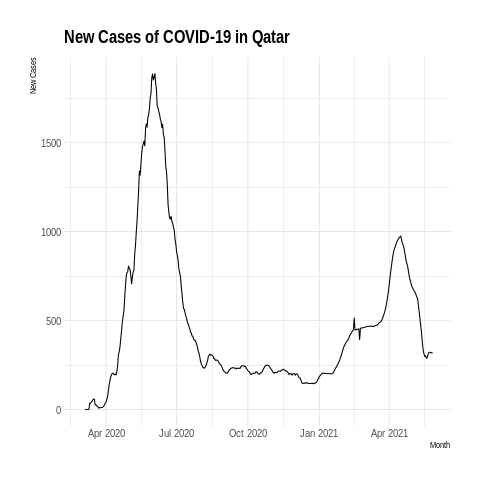 New Cases of COVID-19 in Qatar
New Cases
1500
1000
500
0
Apr 2020 Jul 2020 Oct 2020 Jan 2021 Apr 2021
Month